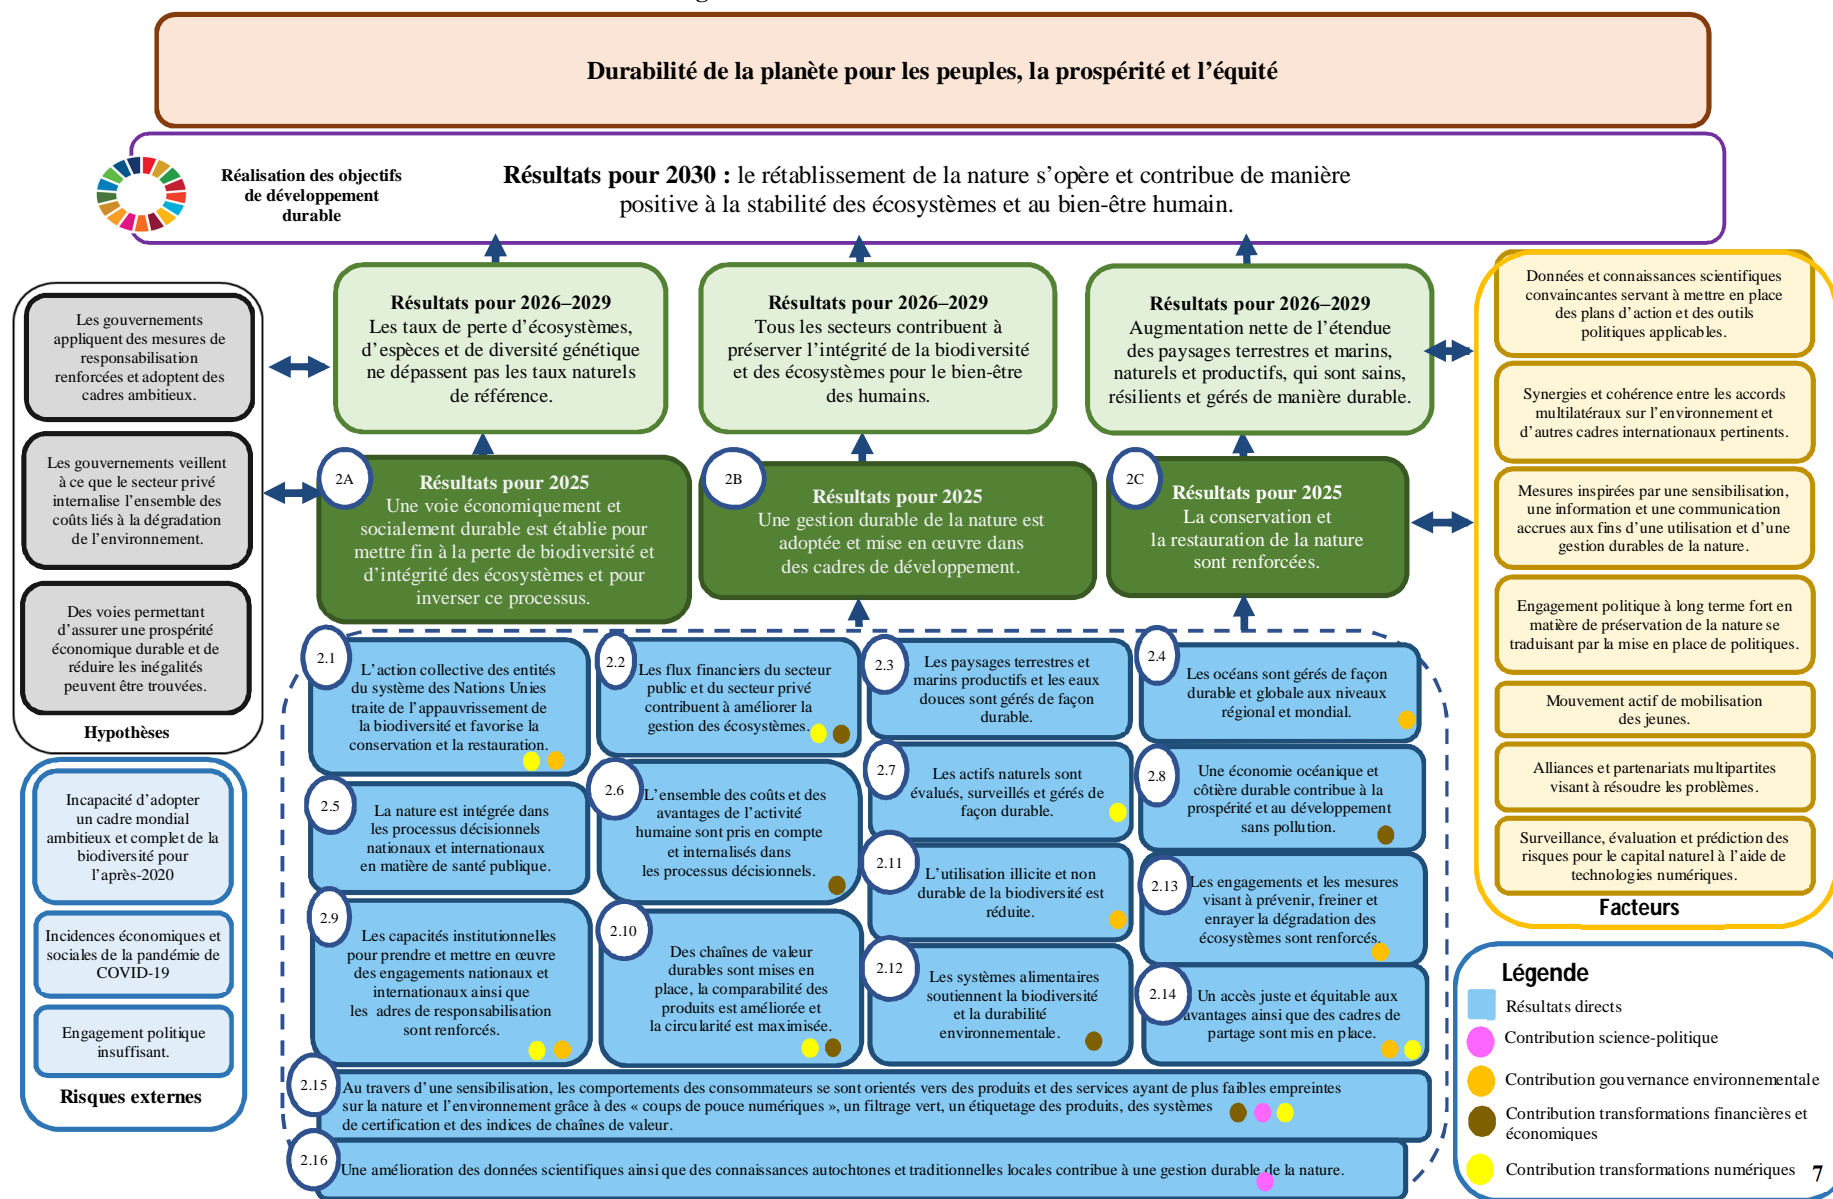 Durabilité de la planète pour les peuples, la prospérité et l’équité
Réalisation des objectifs
de développement
durable
Résultats pour 2030 : le rétablissement de la nature s’opère et contribue de manière
positive à la stabilité des écosystèmes et au bien-être humain.
Les gouvernements
appliquent des mesures de
responsabilisation
renforcées et adoptent des
cadres ambitieux.
Les gouvernements veillent
à ce que le secteur privé
internalise l’ensemble des
coûts liés à la dégradation
de l’environnement.
Des voies permettant
d’assurer une prospérité
économique durable et de
réduire les inégalités
peuvent être trouvées.
Hypothèses
Incapacité d’adopter
un cadre mondial
ambitieux et complet de la
biodiversité pour
l’après-2020
Incidences économiques et
sociales de la pandémie de
COVID-19
Engagement politique
insuffisant.
Risques externes
Résultats pour 2026–2029
Les taux de perte d’écosystèmes,
d’espèces et de diversité génétique
ne dépassent pas les taux naturels
de référence.
Résultats pour 2026–2029
Tous les secteurs contribuent à
préserver l’intégrité de la biodiversité
et des écosystèmes pour le bien-être
des humains.
Résultats pour 2026–2029
Augmentation nette de l’étendue
des paysages terrestres et marins,
naturels et productifs, qui sont sains,
résilients et gérés de manière durable.
2A
Résultats pour 2025
Une voie économiquement et
socialement durable est établie pour
mettre fin à la perte de biodiversité et
d’intégrité des écosystèmes et pour
inverser ce processus.
2B
Résultats pour 2025
Une gestion durable de la nature est
adoptée et mise en œuvre dans
des cadres de développement.
2C
Résultats pour 2025
La conservation et
la restauration de la nature
sont renforcées.
2.1
L’action collective des entités
du système des Nations Unies
traite de l’appauvrissement de
la biodiversité et favorise la
conservation et la restauration.
2.2
Les flux financiers du secteur
public et du secteur privé
contribuent à améliorer la
gestion des écosystèmes.
2.3
Les paysages terrestres et
marins productifs et les eaux
douces sont gérés de façon
durable.
2.4
Les océans sont gérés de façon
durable et globale aux niveaux
régional et mondial.
2.5
La nature est intégrée dans
les processus décisionnels
nationaux et internationaux
en matière de santé publique.
2.6
L’ensemble des coûts et des
avantages de l’activité
humaine sont pris en compte
et internalisés dans
les processus décisionnels.
2.7
Les actifs naturels sont
évalués, surveillés et gérés de
façon durable.
2.8
Une économie océanique et
côtière durable contribue à la
prospérité et au développement
sans pollution.
2.9
Les capacités institutionnelles
pour prendre et mettre en œuvre
des engagements nationaux et
internationaux ainsi que
les adres de responsabilisation
sont renforcés.
2.10
Des chaînes de valeur
durables sont mises en
place, la comparabilité des
produits est améliorée et
la circularité est maximisée.
2.11
L’utilisation illicite et non
durable de la biodiversité est
réduite.
2.12
Les systèmes alimentaires
soutiennent la biodiversité
et la durabilité
environnementale.
2.13
Les engagements et les mesures
visant à prévenir, freiner et
enrayer la dégradation des
écosystèmes sont renforcés.
2.14
Un accès juste et équitable aux
avantages ainsi que des cadres de
partage sont mis en place.
2.15
Au travers d’une sensibilisation, les comportements des consommateurs se sont orientés vers des produits et des services ayant de plus faibles empreintes
sur la nature et l’environnement grâce à des « coups de pouce numériques », un filtrage vert, un étiquetage des produits, des systèmes
de certification et des indices de chaînes de valeur.
2.16
Une amélioration des données scientifiques ainsi que des connaissances autochtones et traditionnelles locales contribue à une gestion durable de la nature.
Données et connaissances scientifiques
convaincantes servant à mettre en place
des plans d’action et des outils
politiques applicables.
Synergies et cohérence entre les accords
multilatéraux sur l’environnement et
d’autres cadres internationaux pertinents.
Mesures inspirées par une sensibilisation,
une information et une communication
accrues aux fins d’une utilisation et d’une
gestion durables de la nature.
Engagement politique à long terme fort en
matière de préservation de la nature se
traduisant par la mise en place de politiques.
Mouvement actif de mobilisation
des jeunes.
Alliances et partenariats multipartites
visant à résoudre les problèmes.
Surveillance, évaluation et prédiction des
risques pour le capital naturel à l’aide de
technologies numériques.
Facteurs
Légende
Résultats directs
Contribution science-politique
Contribution gouvernance environnementale
Contribution transformations financières et
économiques
Contribution transformations numériques
7